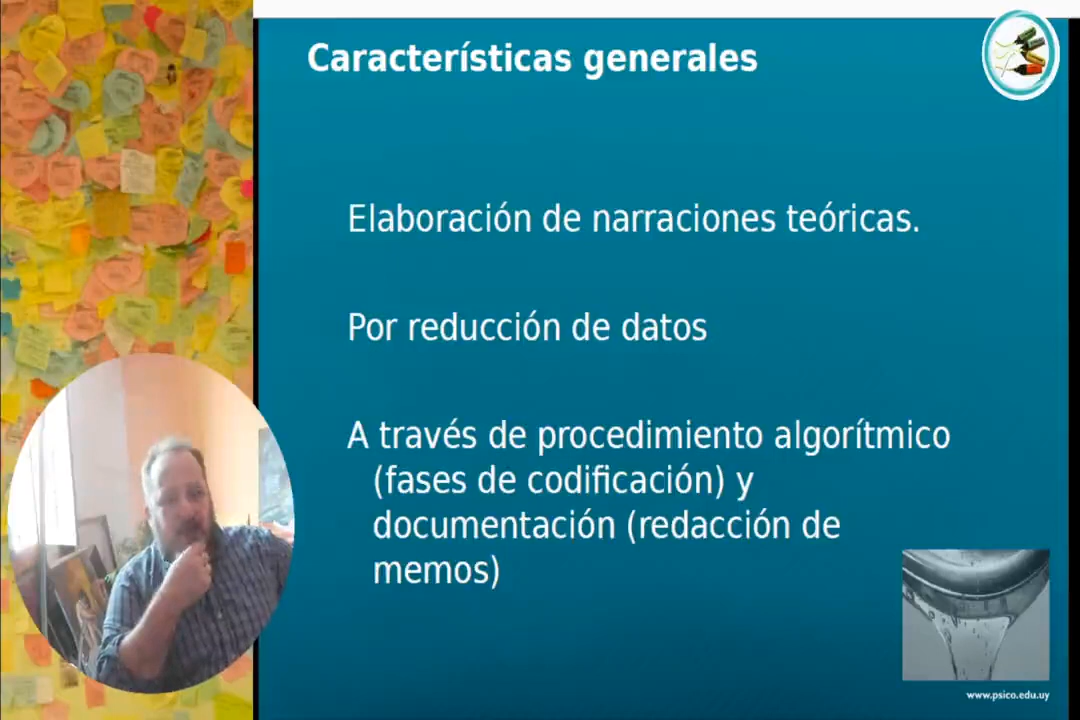 Características generales
Elaboración de narraciones teóricas.
Por reducción de datos
A través de procedimiento algorítmico
(fases de codificación) y
documentación (redacción de
memos)
www.psico.edu.uy